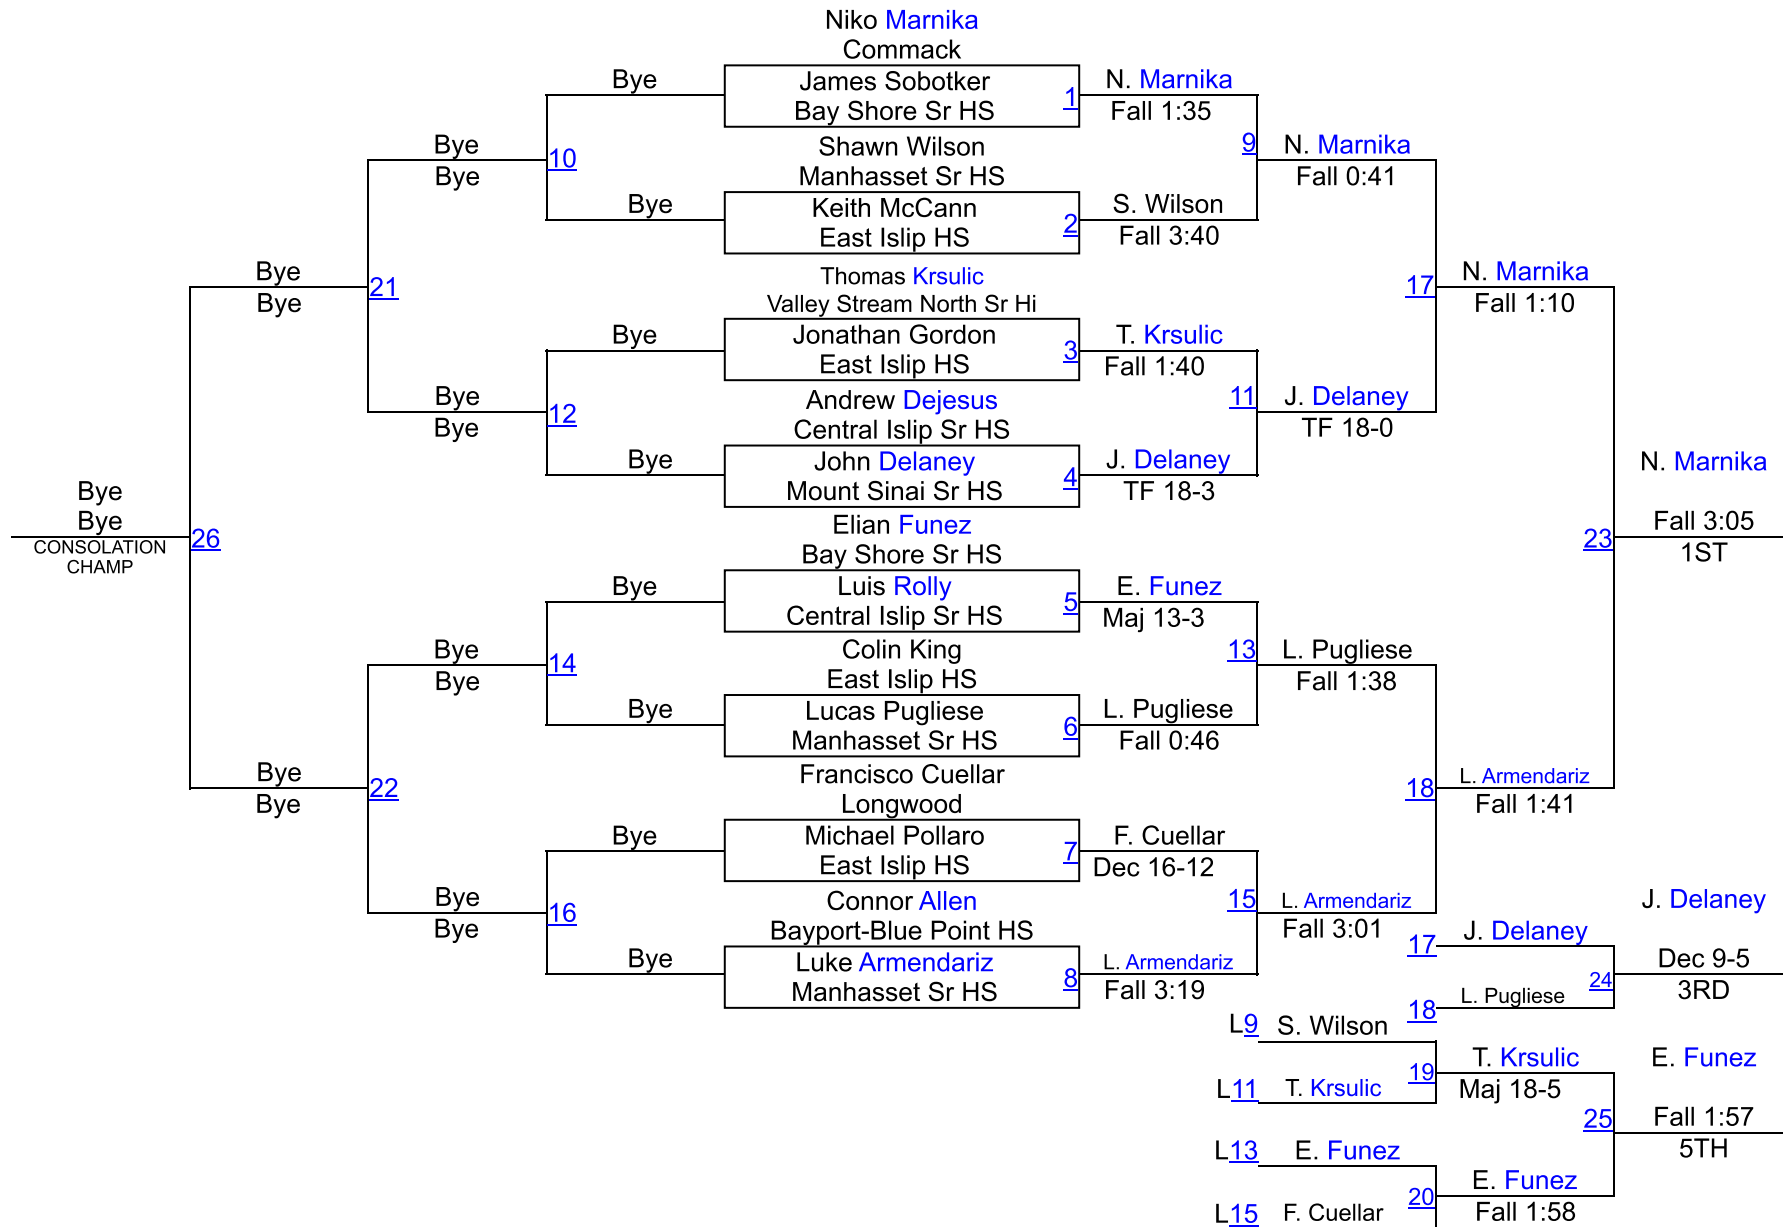 Niko Marnika
Commack
James Sobotker
Bay Shore Sr HS
1
Shawn Wilson
Manhasset Sr HS
Keith McCann
East Islip HS
2
Thomas Krsulic
Valley Stream North Sr Hi
Jonathan Gordon
East Islip HS
3
Andrew Dejesus
Central Islip Sr HS
John Delaney
Mount Sinai Sr HS
4
Elian Funez
Bay Shore Sr HS
Luis Rolly
Central Islip Sr HS
5
Colin King
East Islip HS
Lucas Pugliese
Manhasset Sr HS
6
Francisco Cuellar
Longwood
Michael Pollaro
East Islip HS
7
Connor Allen
Bayport-Blue Point HS
Luke Armendariz
Manhasset Sr HS
8
N. Marnika
Fall 1:35
S. Wilson
Fall 3:40
T. Krsulic
Fall 1:40
J. Delaney
TF 18-3
E. Funez
Maj 13-3
L. Pugliese
Fall 0:46
F. Cuellar
Dec 16-12
L. Armendariz
Fall 3:19
9
N. Marnika
Fall 0:41
11
J. Delaney
TF 18-0
13
L. Pugliese
Fall 1:38
15
L. Armendariz
Fall 3:01
17
N. Marnika
Fall 1:10
18
L. Armendariz
Fall 1:41
23
N. Marnika
Fall 3:05
1ST
17
J. Delaney
18
L. Pugliese
24
J. Delaney
Dec 9-5
3RD
L9
S. Wilson
L11
T. Krsulic
19
T. Krsulic
Maj 18-5
L13
E. Funez
L15
F. Cuellar
20
E. Funez
Fall 1:58
25
E. Funez
Fall 1:57
5TH
Bye
Bye
Bye
Bye
Bye
Bye
Bye
Bye
10
Bye
Bye
12
Bye
Bye
14
Bye
Bye
16
Bye
Bye
21
Bye
Bye
22
Bye
Bye
26
Bye
Bye
CONSOLATION
CHAMP